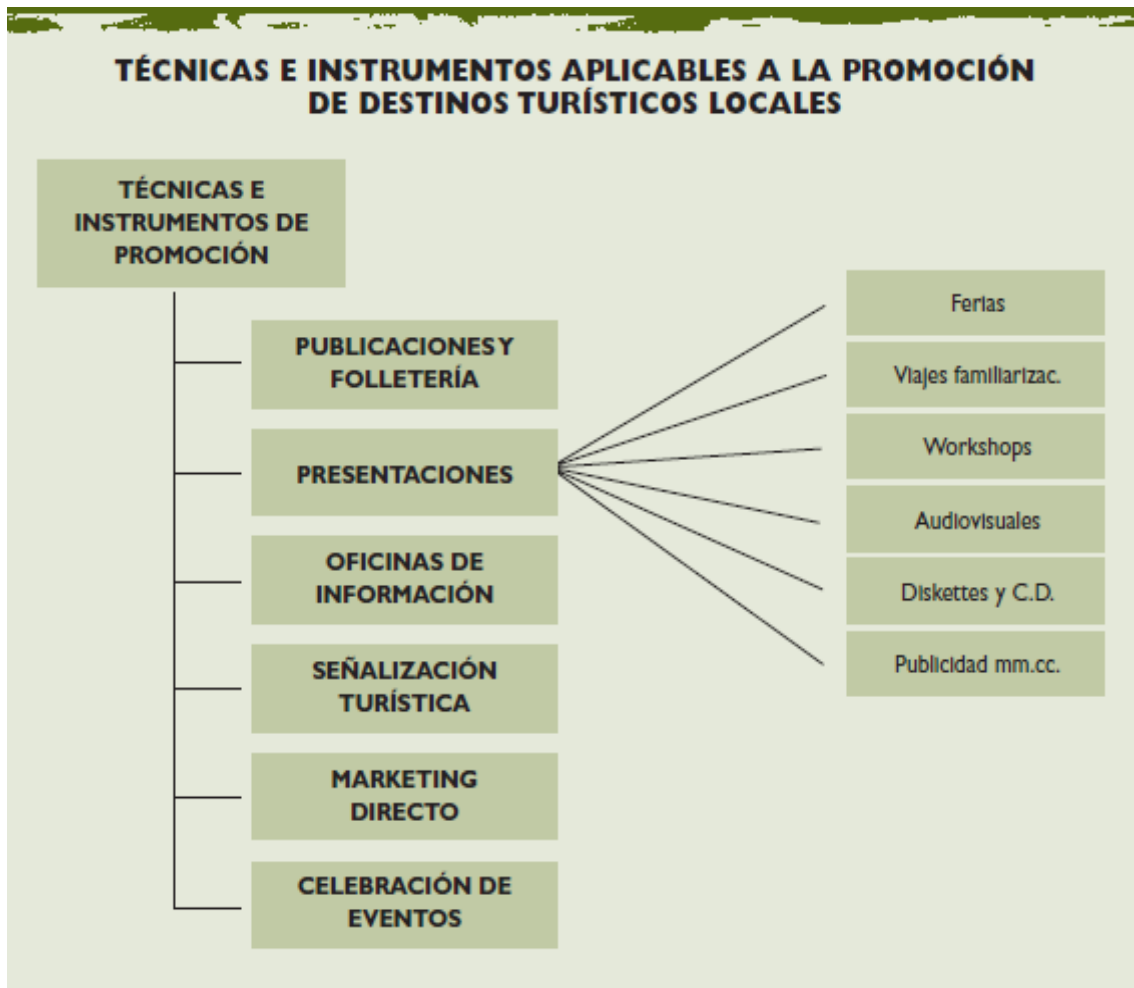 TÉCNICAS E INSTRUMENTOS APLICABLES A LA PROMOCIÓN
DE DESTINOS TURÍSTICOS LOCALES
TÉCNICAS E
INSTRUMENTOS DE
PROMOCIÓN
PUBLICACIONES Y
FOLLETERÍA
PRESENTACIONES
OFICINAS DE
INFORMACIÓN
SEÑALIZACIÓN
TURÍSTICA
MARKETING
DIRECTO
CELEBRACIÓN DE
EVENTOS
Ferias
Viajes familiarizac.
Workshops
Audiovisuales
Diskettes y C.D.
Publicidad mm.cc.